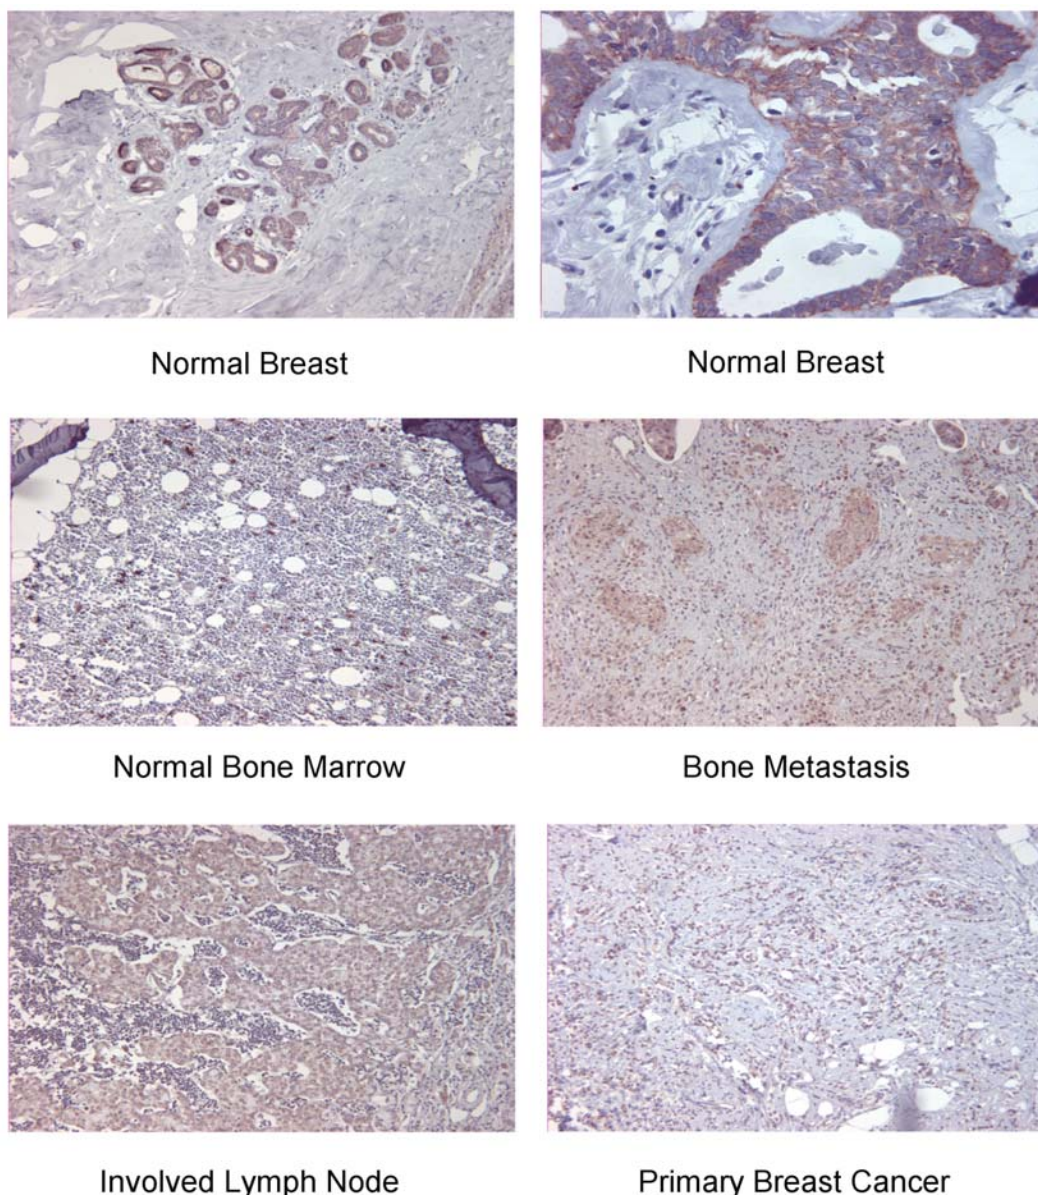 Normal Breast
Normal Breast
Normal Bone Marrow
Bone Metastasis
Involved Lymph Node
Primary Breast Cancer